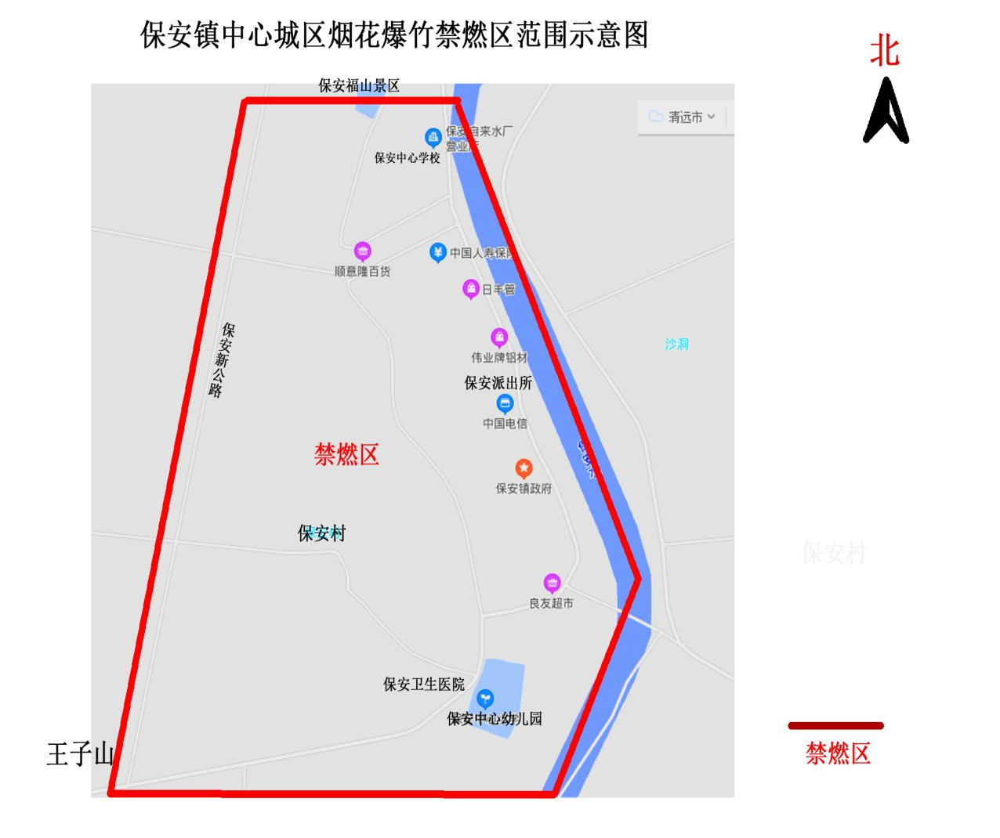 保安镇中心城区烟花爆竹禁燃区范围示意图
北
保安福山景区
清远市
保安自来水厂
营业厅
保安中心学校
顺意隆百货
中国人寿保险
日丰管
保安新公路
伟业牌铝材
沙洞
保安派出所
中国电信
禁燃区
保安镇政府
保安村
保安村
良友超市
保安卫生医院
保安中心幼儿园
王子山
禁燃区